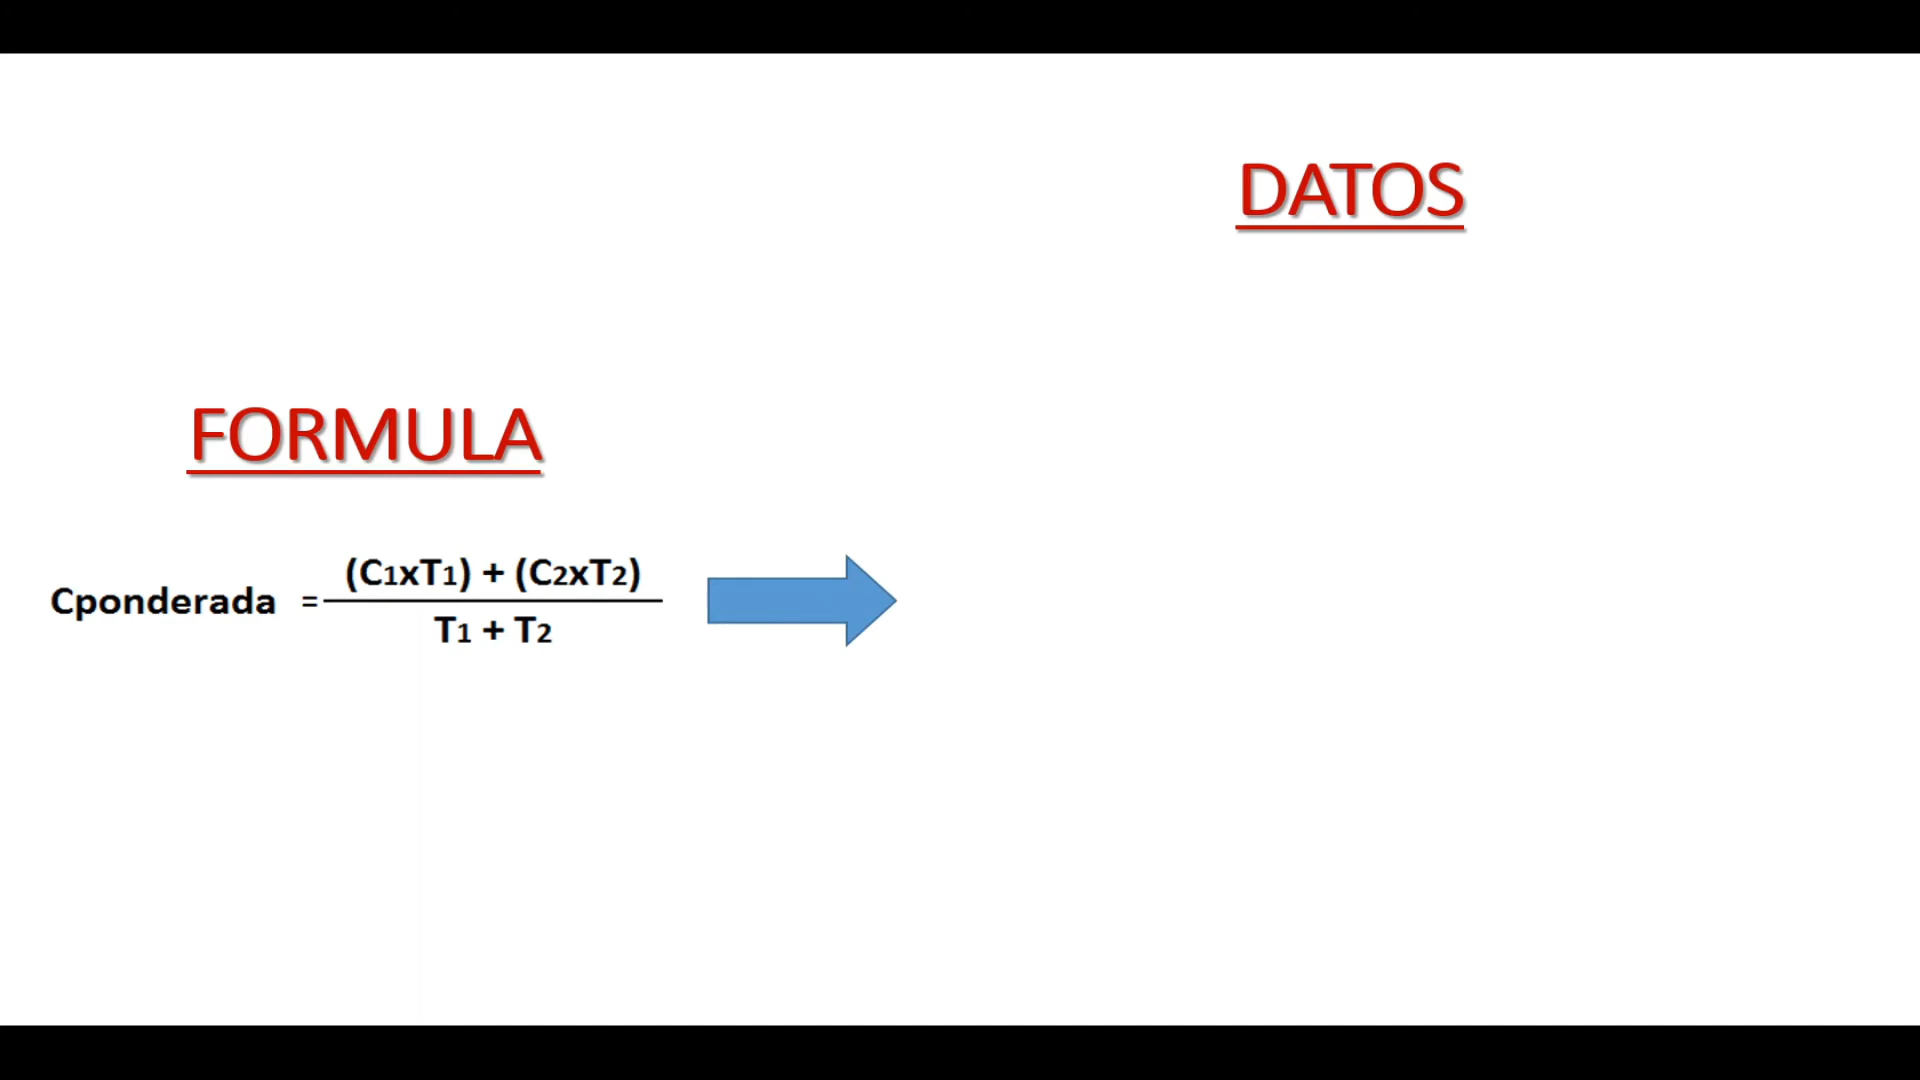 DATOS
FORMULA
Cponderada = (C1xT1) + (C2xT2)
T1 + T2